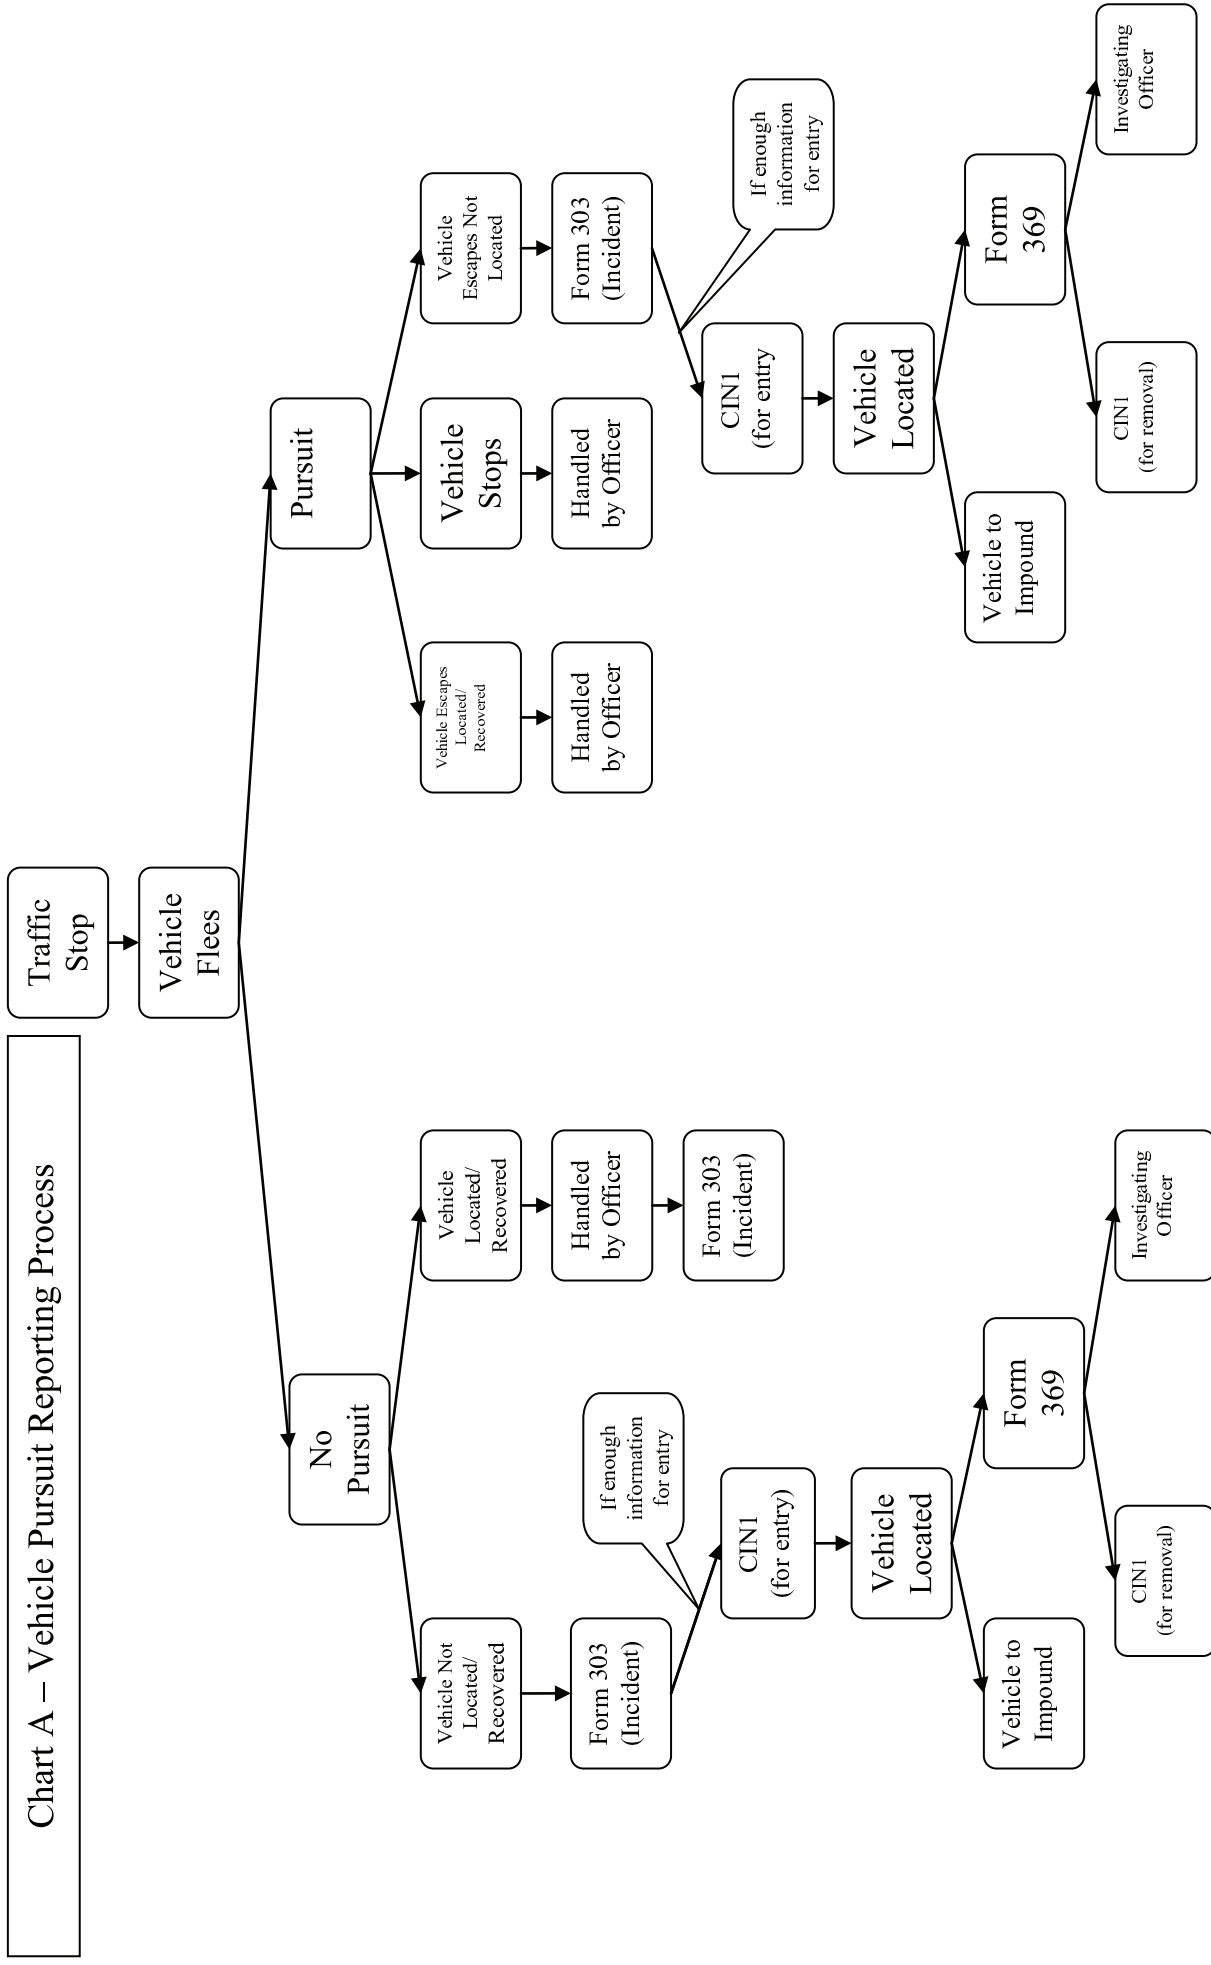 Chart A – Vehicle Pursuit Reporting Process
Traffic
Stop
Vehicle
Flees
No
Pursuit
Pursuit
Vehicle Not
Located/
Recovered
Vehicle
Located/
Recovered
Vehicle Escapes
Located/
Recovered
Vehicle
Stops
Vehicle
Escapes Not
Located
Form 303
(Incident)
Handled
by Officer
Handled
by Officer
Handled
by Officer
Form 303
(Incident)
If enough
information
for entry
Form 303
(Incident)
If enough
information
for entry
CIN1
(for entry)
CIN1
(for entry)
Vehicle
Located
Vehicle
Located
Vehicle to
Impound
Form
369
Vehicle to
Impound
Form
369
CIN1
(for removal)
Investigating
Officer
CIN1
(for removal)
Investigating
Officer